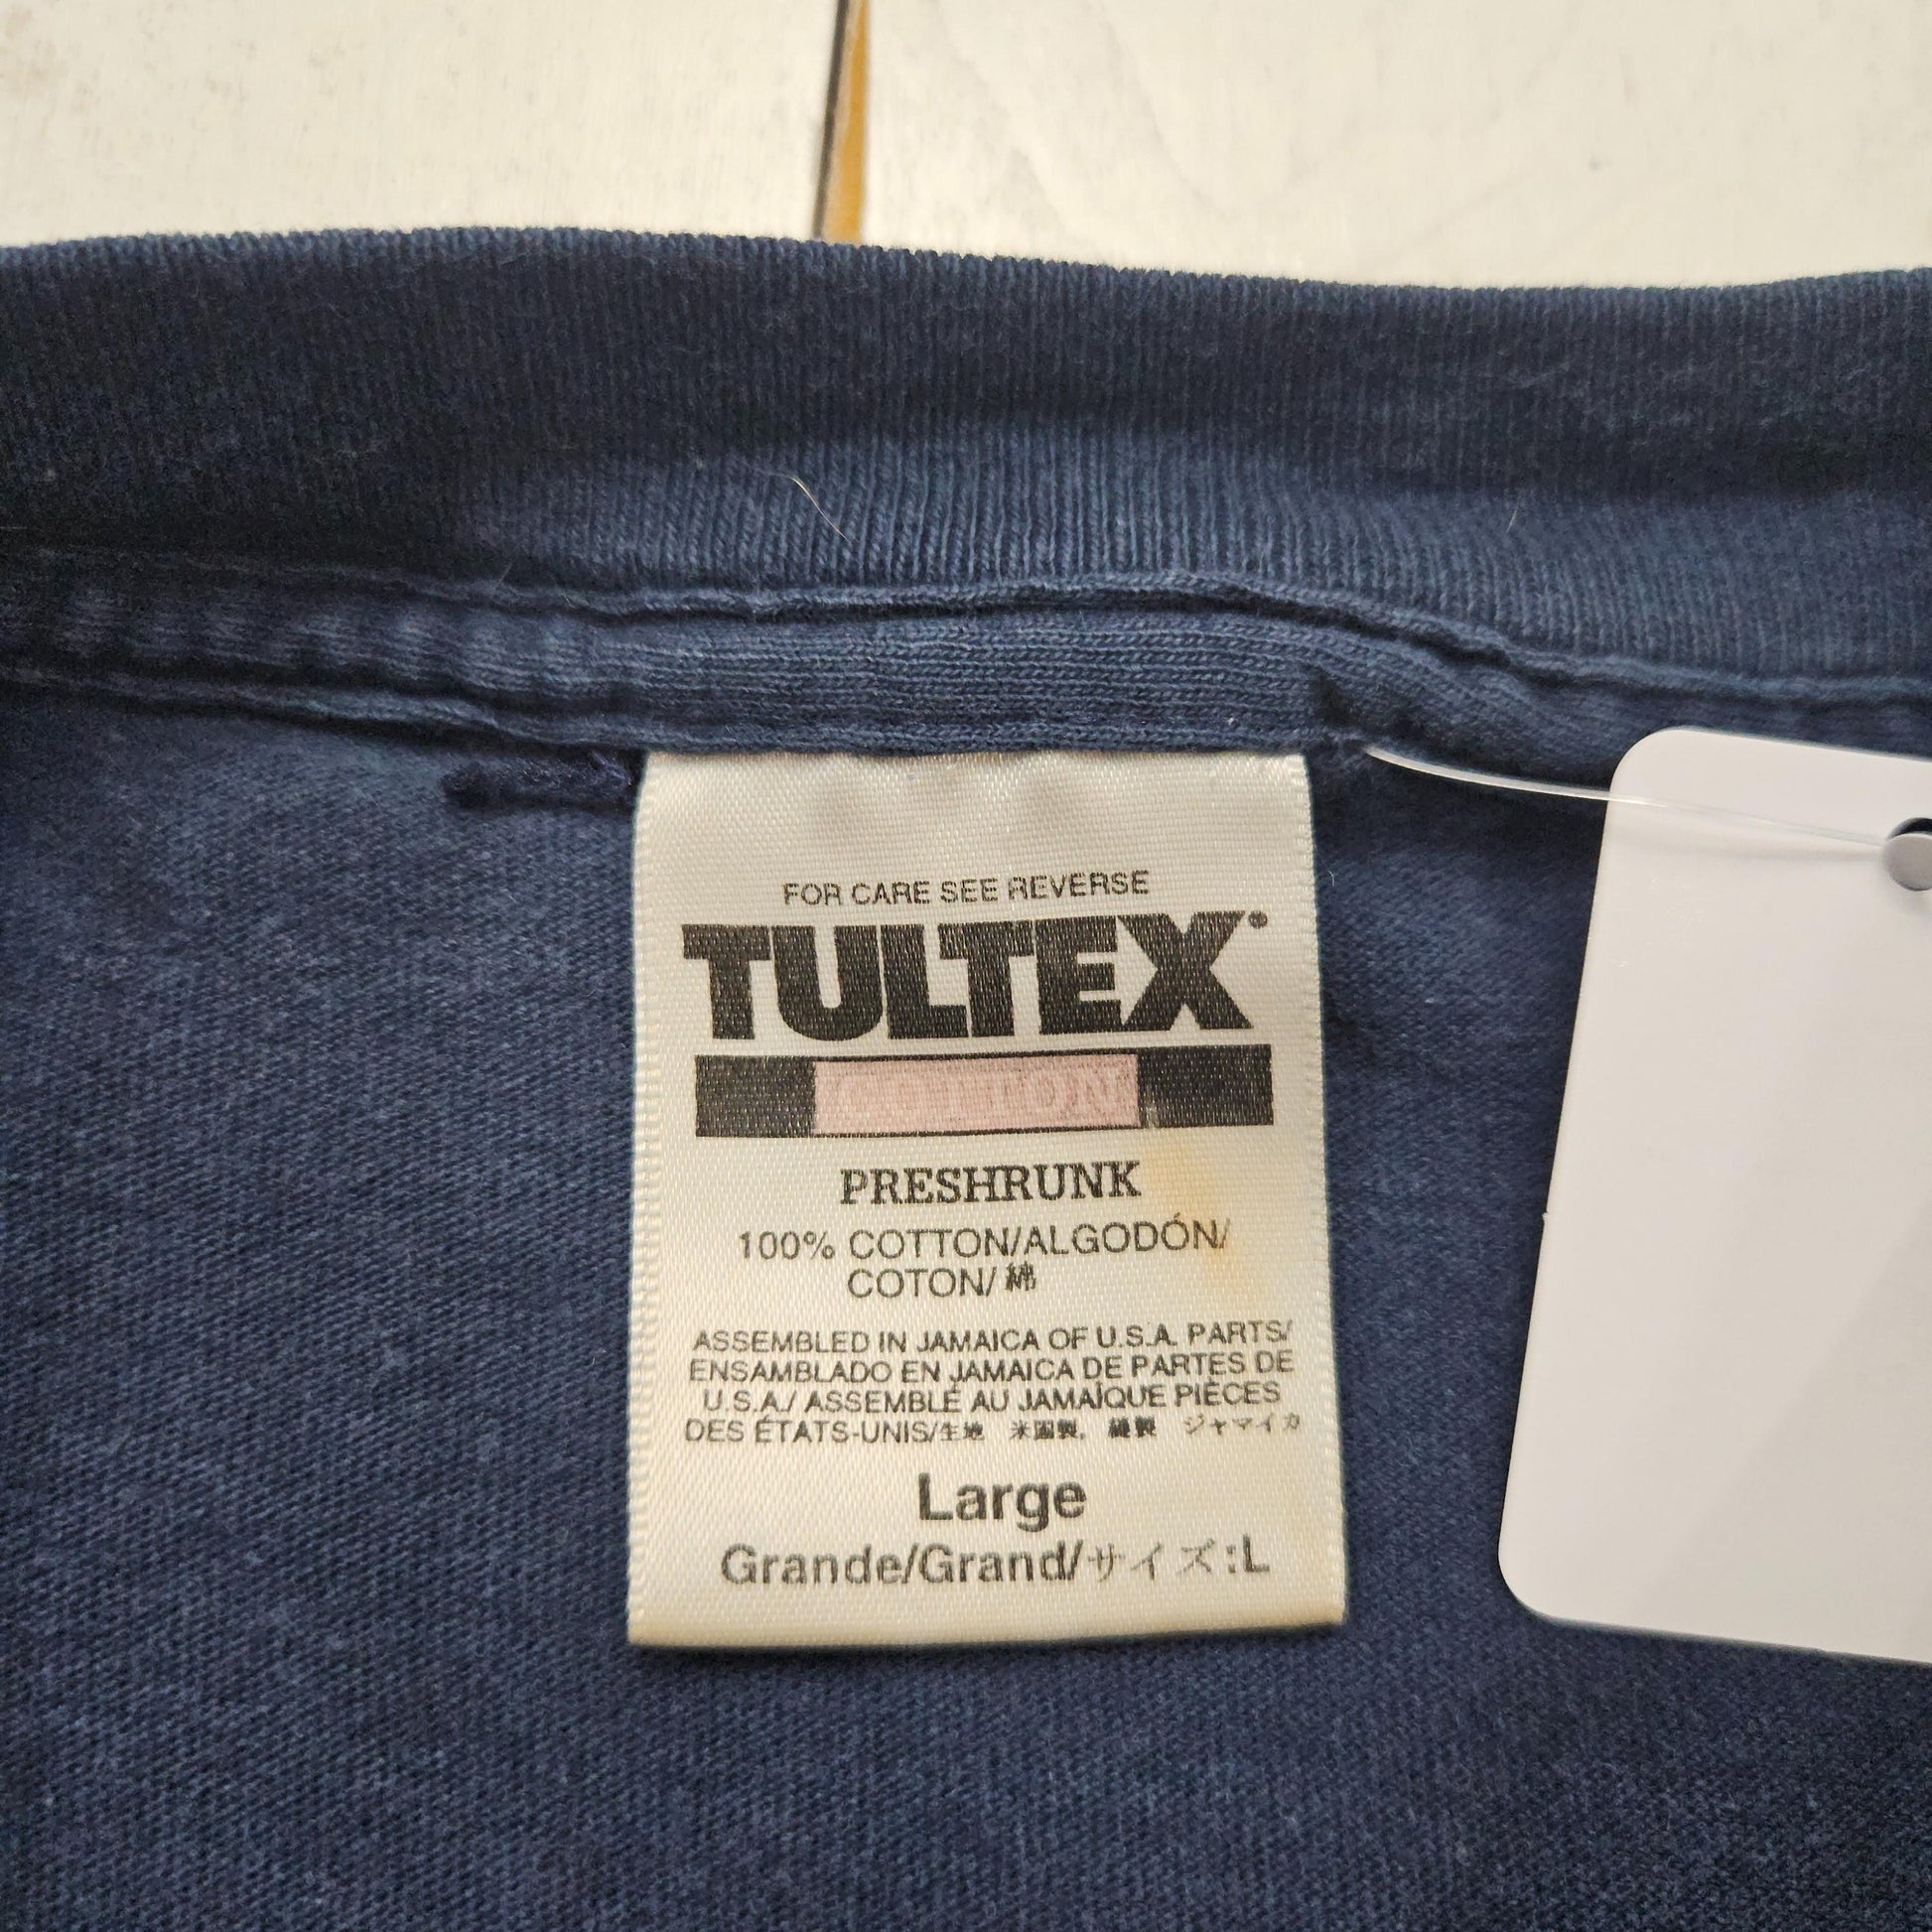 FOR CARE SEE REVERSE
TULTEX
COTTON
PRESHRUNK
100% COTTON/ALGODÓN/
COTON/綿
ASSEMBLED IN JAMAICA OF U.S.A. PARTS/
ENSAMBLADO EN JAMAICA DE PARTES DE
U.S.A./ ASSEMBLÉ AU JAMAÏQUE PIÈCES
DES ÉTATS-UNIS/生地 米国製, 縫製 ジャマイカ
Large
Grande/Grand/サイズ:L